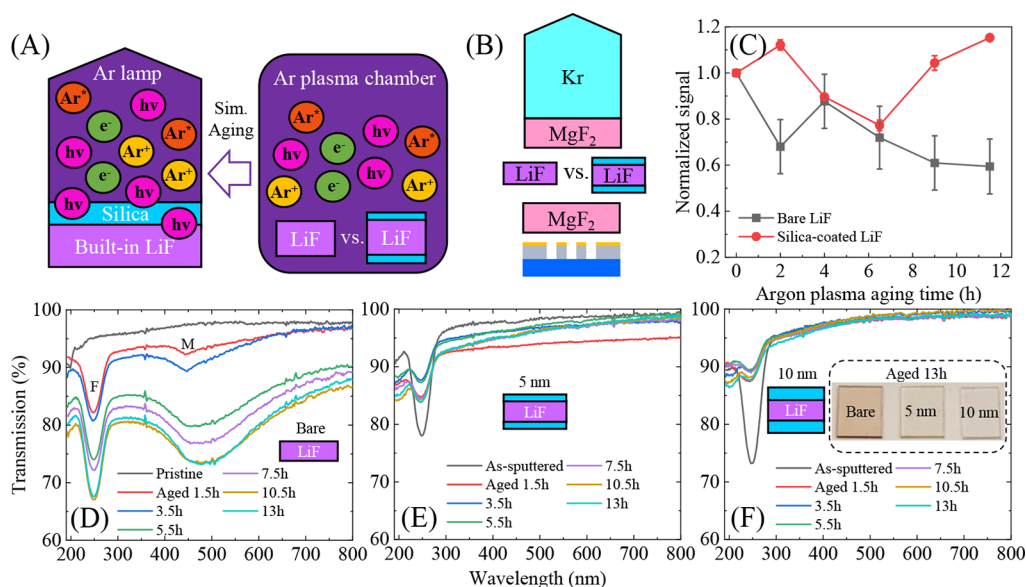 (A)
Ar lamp
Ar*
hν
e-
Ar*
hν
Ar+
hν
e-
Ar+
hν
hν
Silica
Built-in LiF
Sim.
Aging
Ar plasma chamber
Ar*
hν
Ar*
hν
e-
Ar+
e-
Ar+
LiF vs. LiF
(B)
Kr
MgF2
LiF vs. LiF
MgF2
(C)
Normalized signal
1.2
1.0
0.8
0.6
0.4
Bare LiF
Silica-coated LiF
0 2 4 6 8 10 12
Argon plasma aging time (h)
Transmission (%)
100
90
80
70
60
F
M
Bare
LiF
Pristine
Aged 1.5h
3.5h
5.5h
7.5h
10.5h
13h
(D)
200 300 400 500 600 700 800
100
90
80
70
60
5 nm
LiF
As-sputtered
Aged 1.5h
3.5h
5.5h
7.5h
10.5h
13h
(E)
200 300 400 500 600 700 800
Wavelength (nm)
100
90
80
70
60
10 nm
LiF
Aged 13h
Bare 5 nm 10 nm
As-sputtered
Aged 1.5h
3.5h
5.5h
7.5h
10.5h
13h
(F)
200 300 400 500 600 700 800